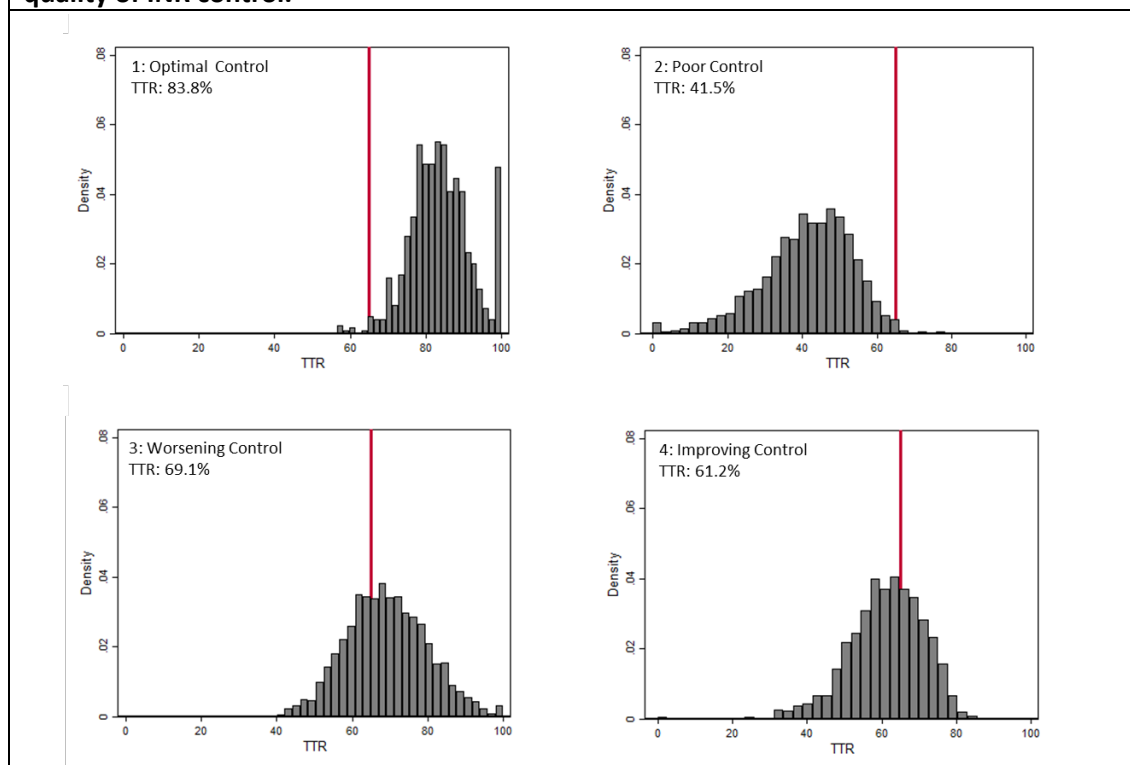 1: Optimal Control
TTR: 83.8%
.08
.06
.04
.02
0
Density
0 20 40 60 80 100
TTR
2: Poor Control
TTR: 41.5%
.08
.06
.04
.02
0
Density
0 20 40 60 80 100
TTR
3: Worsening Control
TTR: 69.1%
.08
.06
.04
.02
0
Density
0 20 40 60 80 100
TTR
4: Improving Control
TTR: 61.2%
.08
.06
.04
.02
0
Density
0 20 40 60 80 100
TTR